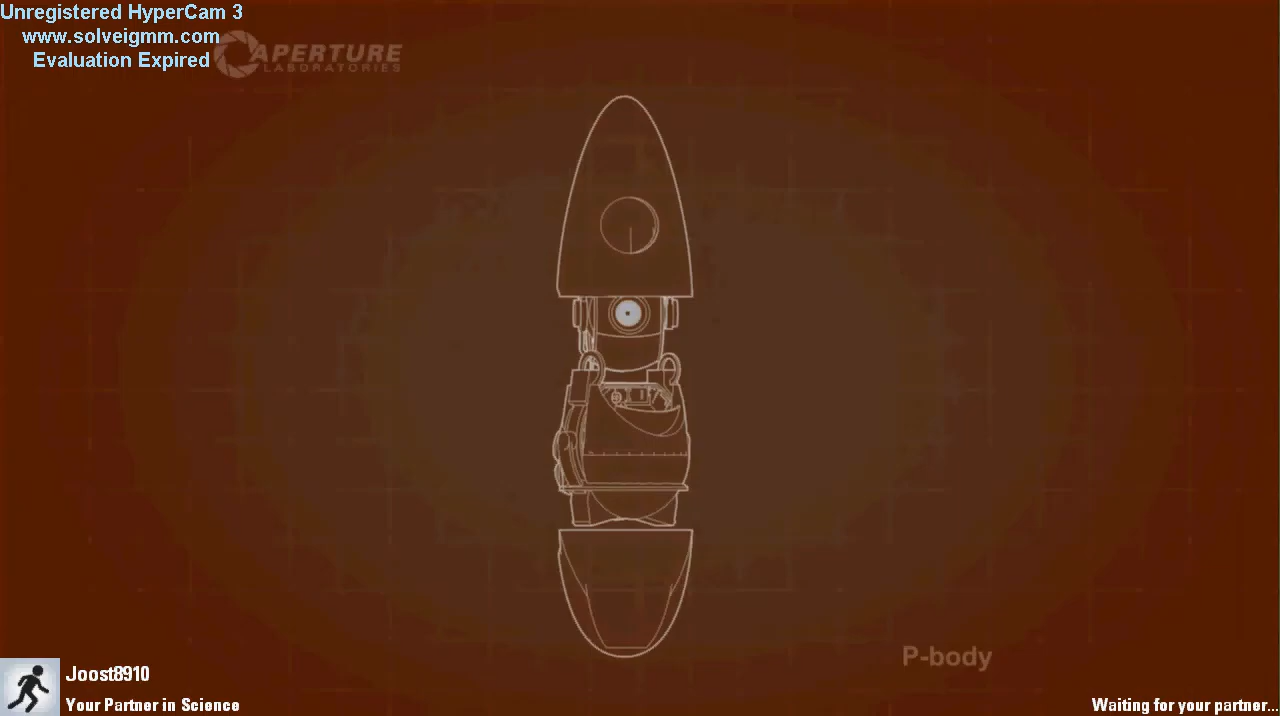 Unregistered HyperCam 3
www.solveigmm.com
Evaluation Expired
APERTURE
LABORATORIES
P-body
Joost8910
Your Partner in Science
Waiting for your partner...